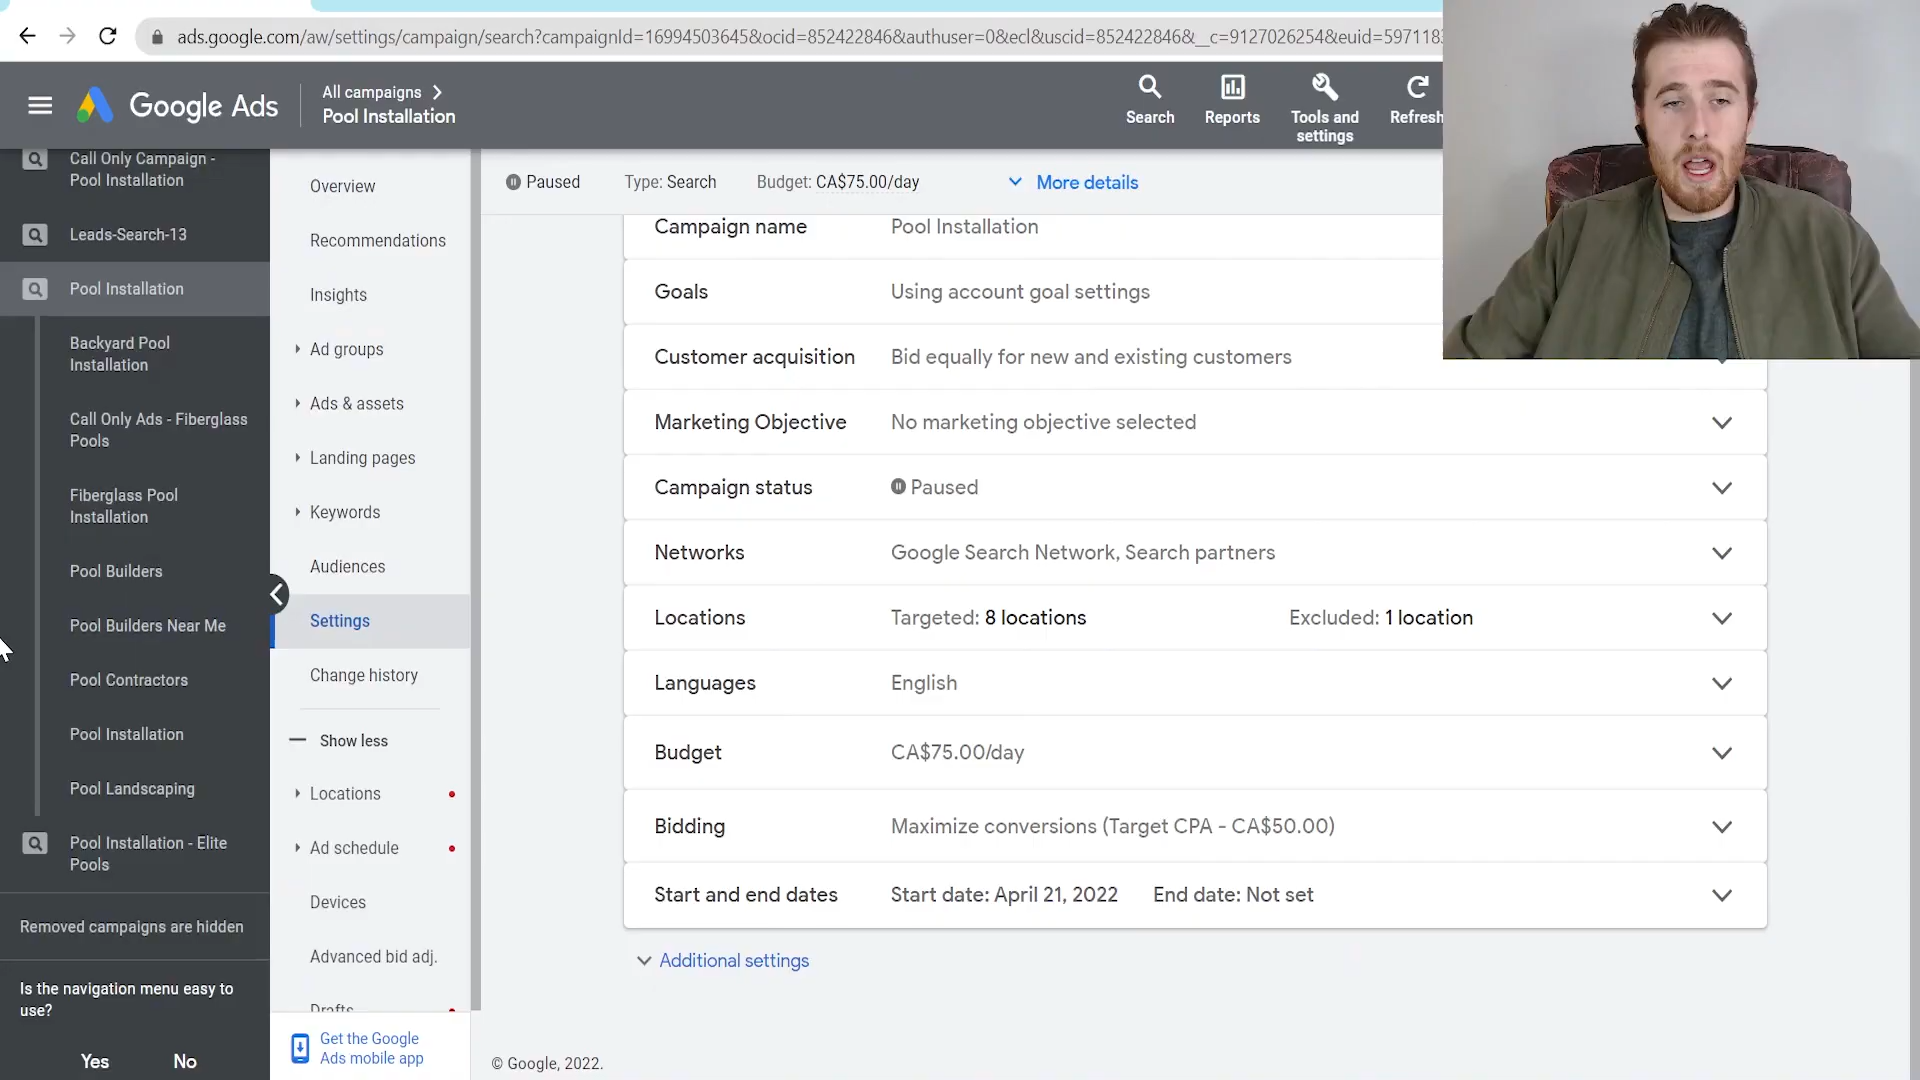 ads.google.com/aw/settings/campaign/search?campaignId=16994503645&ocid=852422846&authuser=0&ecl&uscid=852422846&__c=9127026254&euid=597118
Google Ads
All campaigns
Pool Installation
Search
Reports
Tools and
settings
Refresh
Call Only Campaign -
Pool Installation
Leads-Search-13
Pool Installation
Backyard Pool
Installation
Call Only Ads - Fiberglass
Pools
Fiberglass Pool
Installation
Pool Builders
Pool Builders Near Me
Pool Contractors
Pool Installation
Pool Landscaping
Pool Installation - Elite
Pools
Removed campaigns are hidden
Is the navigation menu easy to
use?
Yes No
Overview
Recommendations
Insights
Ad groups
Ads & assets
Landing pages
Keywords
Audiences
Settings
Change history
Show less
Locations
Ad schedule
Devices
Advanced bid adj.
Drafts
Get the Google
Ads mobile app
Paused Type: Search Budget: CA$75.00/day More details
Campaign name Pool Installation
Goals Using account goal settings
Customer acquisition Bid equally for new and existing customers
Marketing Objective No marketing objective selected
Campaign status Paused
Networks Google Search Network, Search partners
Locations Targeted: 8 locations Excluded: 1 location
Languages English
Budget CA$75.00/day
Bidding Maximize conversions (Target CPA - CA$50.00)
Start and end dates Start date: April 21, 2022 End date: Not set
Additional settings
© Google, 2022.